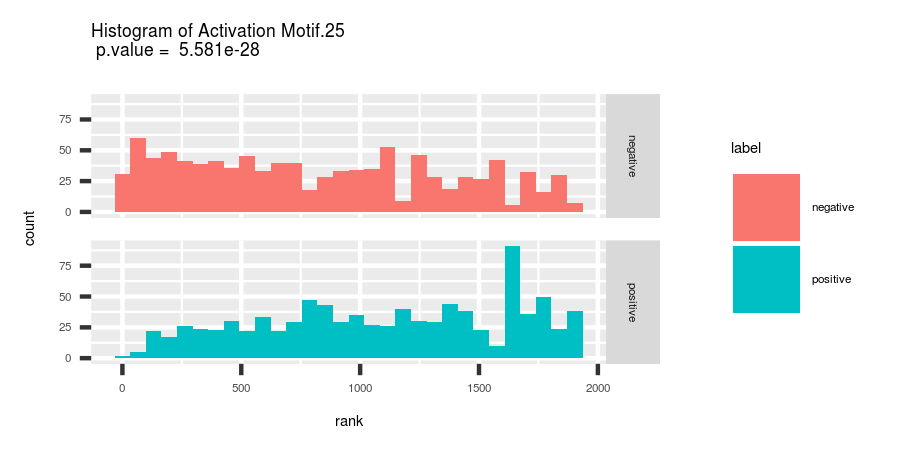 Histogram of Activation Motif.25
p.value = 5.581e-28
count
75
50
25
0
negative
75
50
25
0
positive
0 500 1000 1500 2000
rank
label
negative
positive